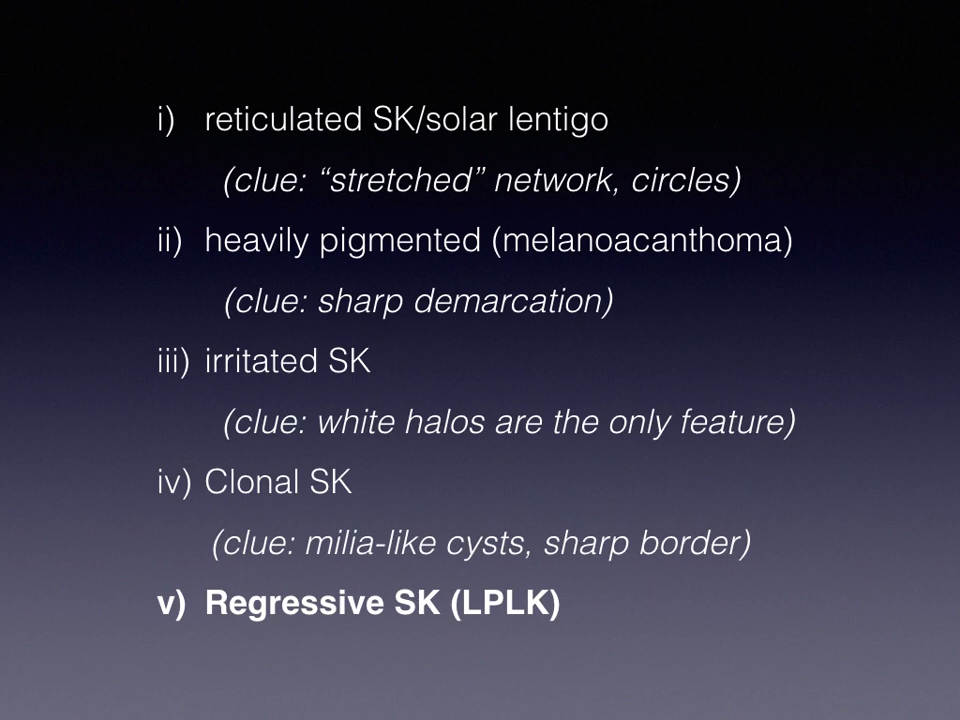 i) reticulated SK/solar lentigo
(clue: “stretched” network, circles)
ii) heavily pigmented (melanoacanthoma)
(clue: sharp demarcation)
iii) irritated SK
(clue: white halos are the only feature)
iv) Clonal SK
(clue: milia-like cysts, sharp border)
v) Regressive SK (LPLK)